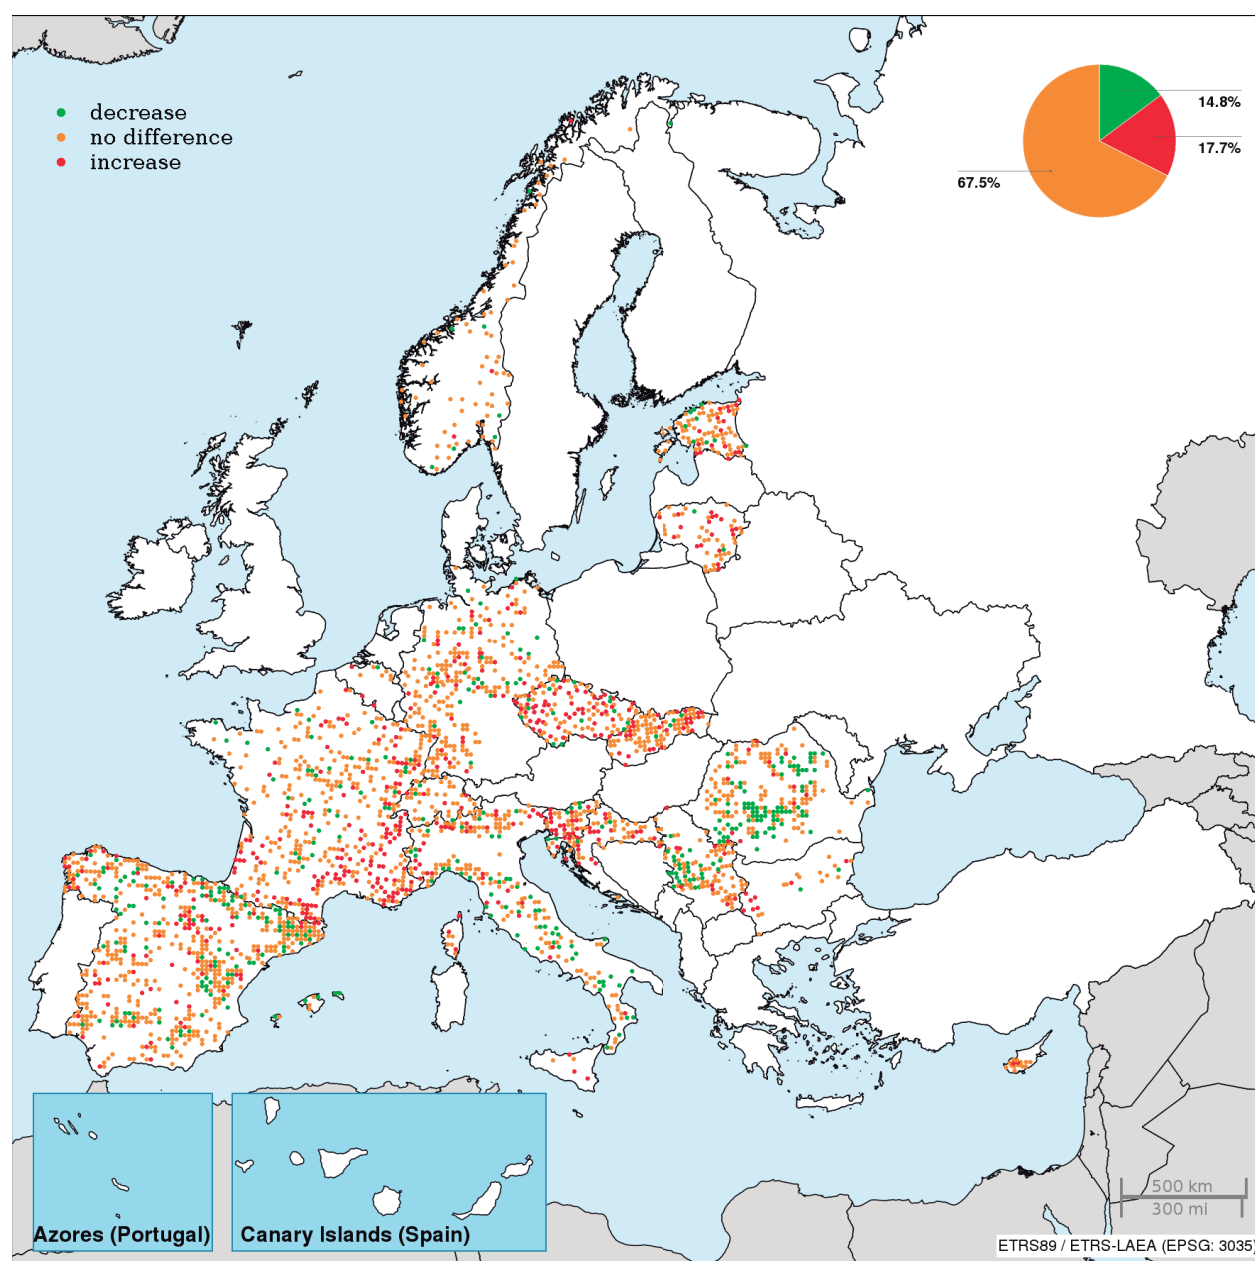 decrease
no difference
increase
14.8%
17.7%
67.5%
Azores (Portugal)
Canary Islands (Spain)
500 km
300 mi
ETRS89 / ETRS-LAEA (EPSG: 3035)